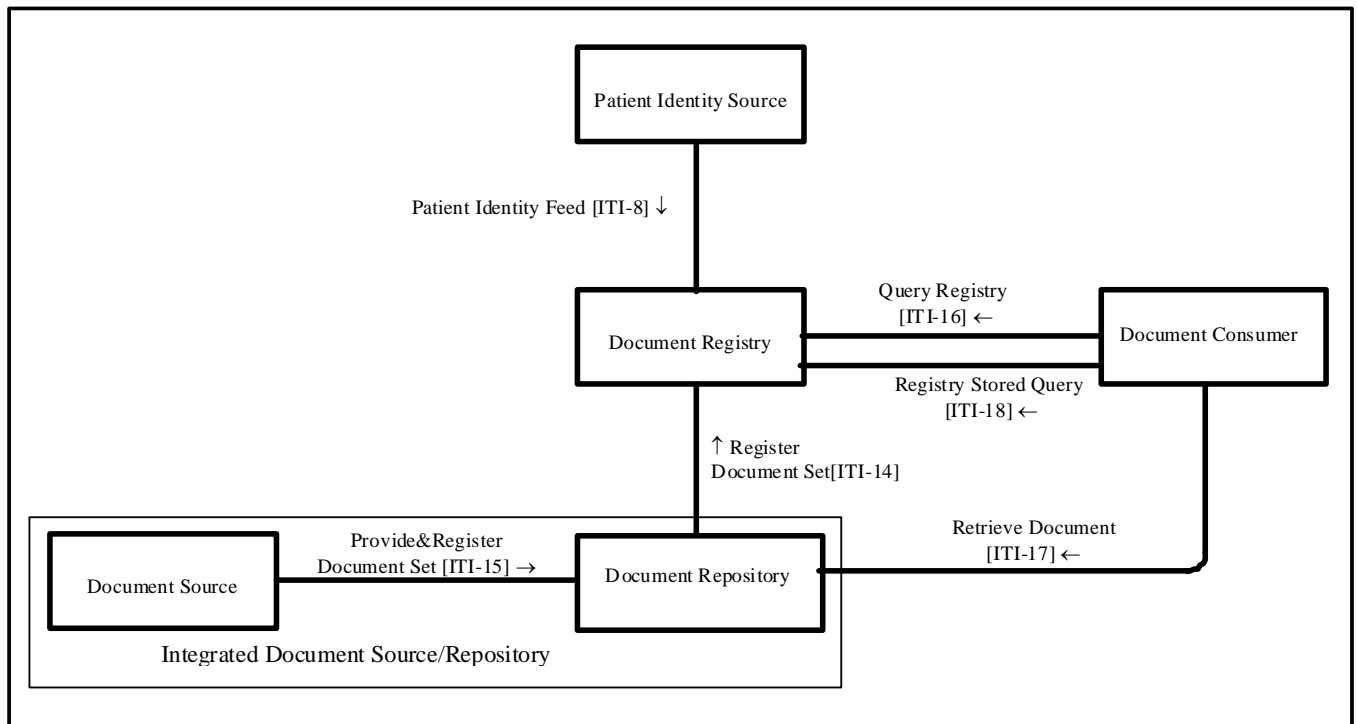 Patient Identity Source
Patient Identity Feed [ITI-8] ↓
Query Registry
[ITI-16] ←
Document Registry
Document Consumer
Registry Stored Query
[ITI-18] ←
↑ Register
Document Set[ITI-14]
Provide&Register
Document Set [ITI-15] →
Retrieve Document
[ITI-17] ←
Document Source
Document Repository
Integrated Document Source/Repository